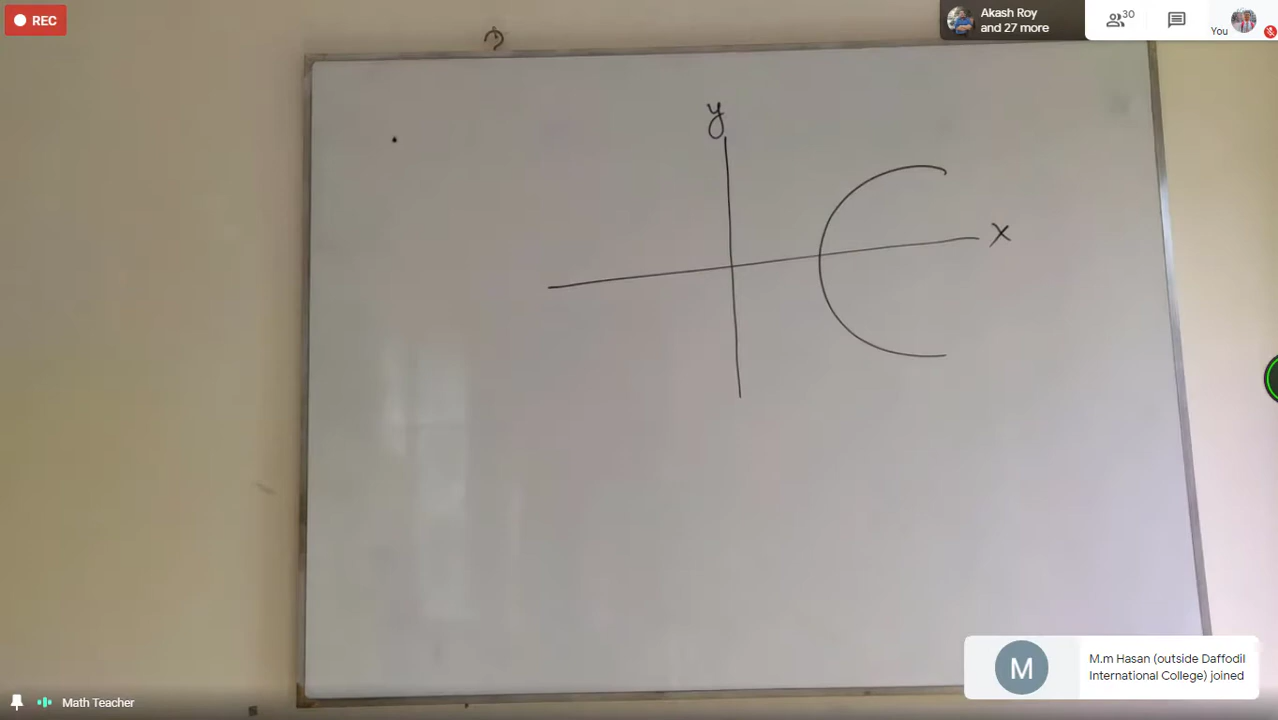 REC
Akash Roy
and 27 more
30
You
y
x
M.m Hasan (outside Daffodil
International College) joined
M
Math Teacher